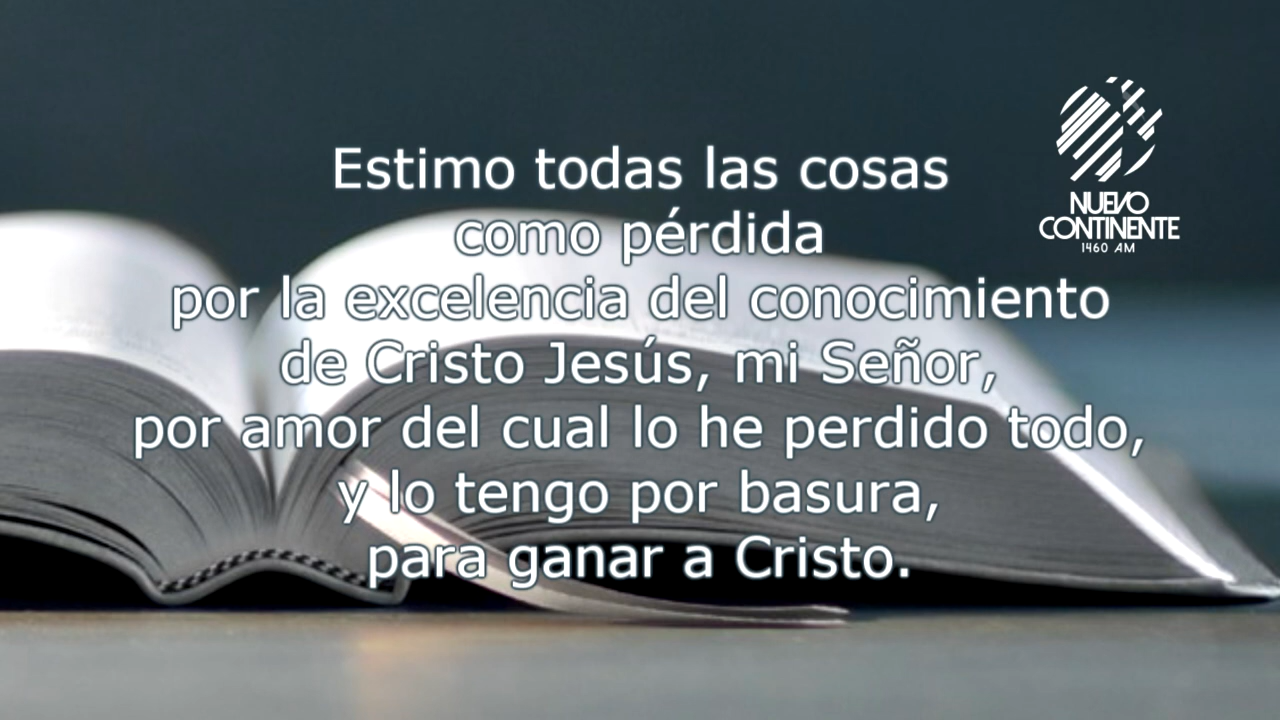 Estimo todas las cosas
como pérdida
por la excelencia del conocimiento
de Cristo Jesús, mi Señor,
por amor del cual lo he perdido todo,
y lo tengo por basura,
para ganar a Cristo.
NUEVO
CONTINENTE
1460 AM